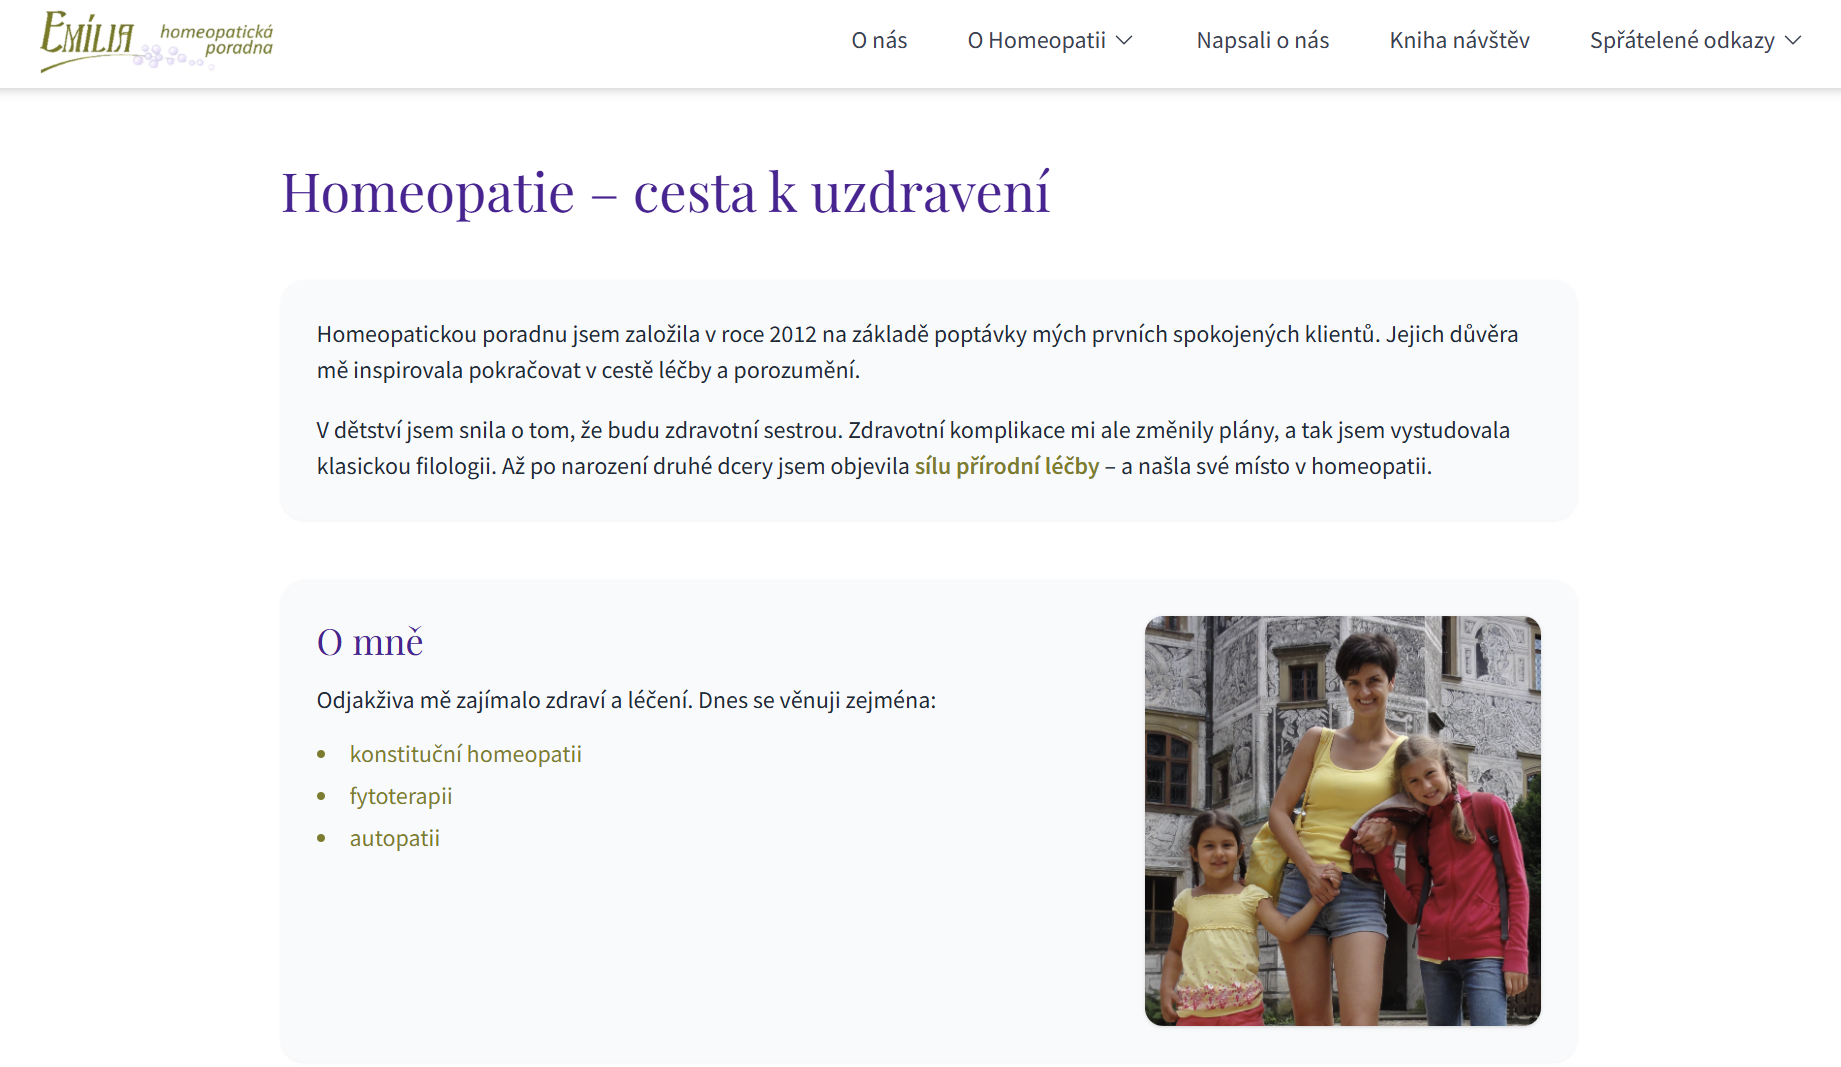 EMÍLIA homeopatická
poradna
O nás
O Homeopatii
Napsali o nás
Kniha návštěv
Spřátelené odkazy
Homeopatie – cesta k uzdravení
Homeopatickou poradnu jsem založila v roce 2012 na základě poptávky mých prvních spokojených klientů. Jejich důvěra
mě inspirovala pokračovat v cestě léčby a porozumění.
V dětství jsem snila o tom, že budu zdravotní sestrou. Zdravotní komplikace mi ale změnily plány, a tak jsem vystudovala
klasickou filologii. Až po narození druhé dcery jsem objevila sílu přírodní léčby – a našla své místo v homeopatii.
O mně
Odjakživa mě zajímalo zdraví a léčení. Dnes se věnuji zejména:
• konstituční homeopatii
• fytoterapii
• autopatii